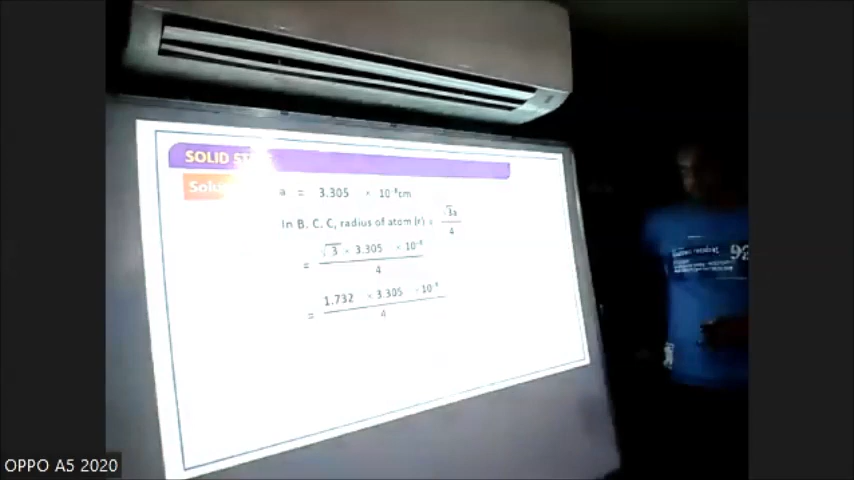 SOLID ST
Solu
a = 3.305 × 10⁻⁸cm
In B. C. C, radius of atom (r) = √3a / 4
= √3 × 3.305 × 10⁻⁸ / 4
= 1.732 × 3.305 × 10⁻⁸ / 4
92
OPPO A5 2020